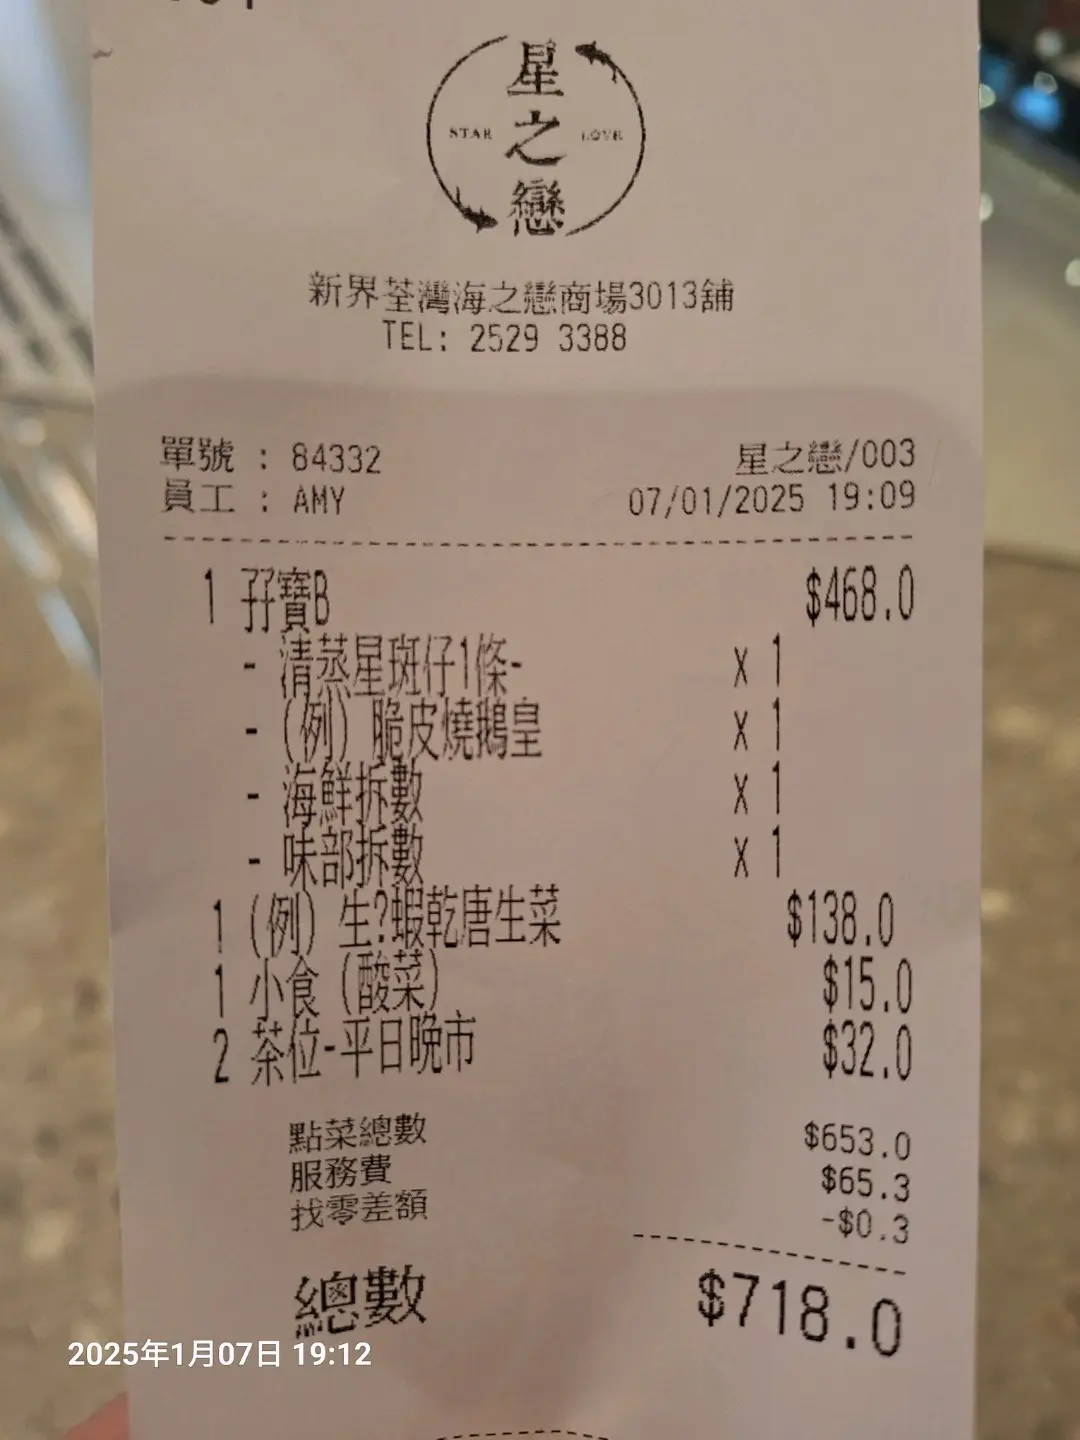 星之戀
STAR LOVE
新界荃灣海之戀商場3013舖
TEL: 2529 3388
單號 : 84332 星之戀/003
員工 : AMY 07/01/2025 19:09
1 孖寶B $468.0
- 清蒸星斑仔1條- x 1
- (例) 脆皮燒鵝皇 x 1
- 海鮮拆數 x 1
- 味部拆數 x 1
1 (例) 生?蝦乾唐生菜 $138.0
1 小食 (酸菜) $15.0
2 茶位-平日晚市 $32.0
點菜總數 $653.0
服務費 $65.3
找零差額 -$0.3
總數 $718.0
2025年1月07日 19:12